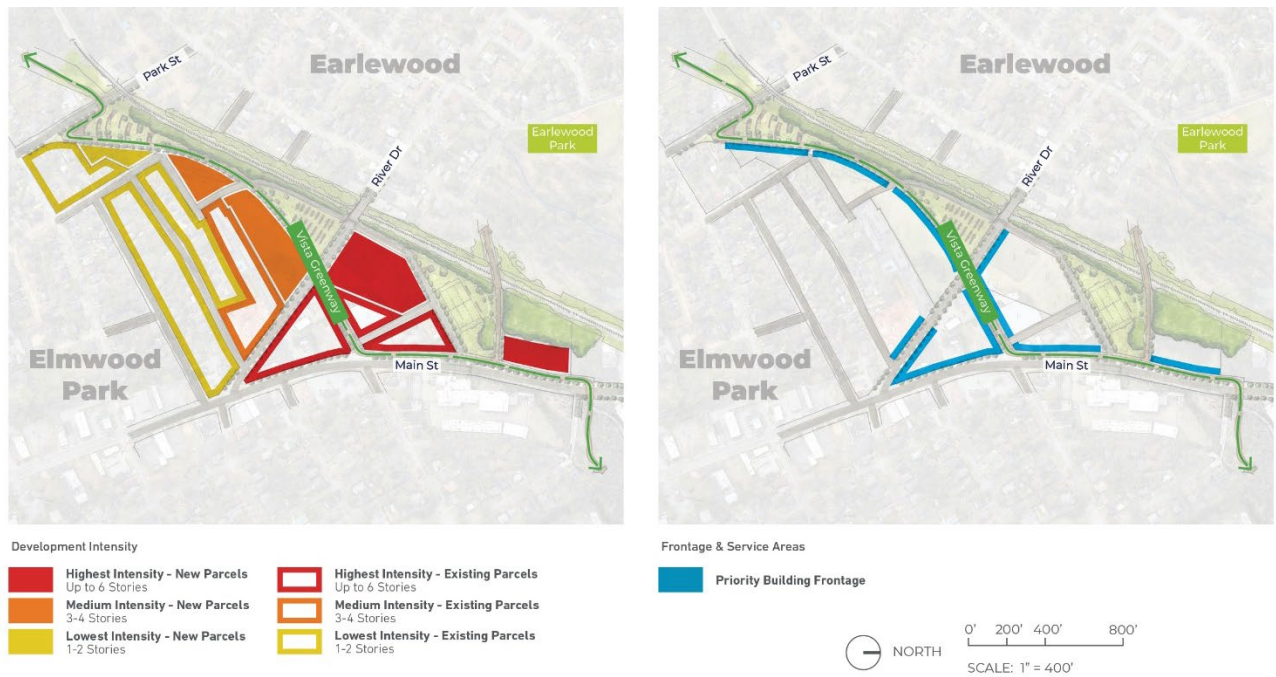 Park St
Earlewood
Earlewood
Park
River Dr
Vista Greenway
Elmwood
Park
Main St
Park St
Earlewood
Earlewood
Park
River Dr
Vista Greenway
Elmwood
Park
Main St
Development Intensity
Highest Intensity - New Parcels
Up to 6 Stories
Medium Intensity - New Parcels
3-4 Stories
Lowest Intensity - New Parcels
1-2 Stories
Highest Intensity - Existing Parcels
Up to 6 Stories
Medium Intensity - Existing Parcels
3-4 Stories
Lowest Intensity - Existing Parcels
1-2 Stories
Frontage & Service Areas
Priority Building Frontage
NORTH
0' 200' 400' 800'
SCALE: 1" = 400'